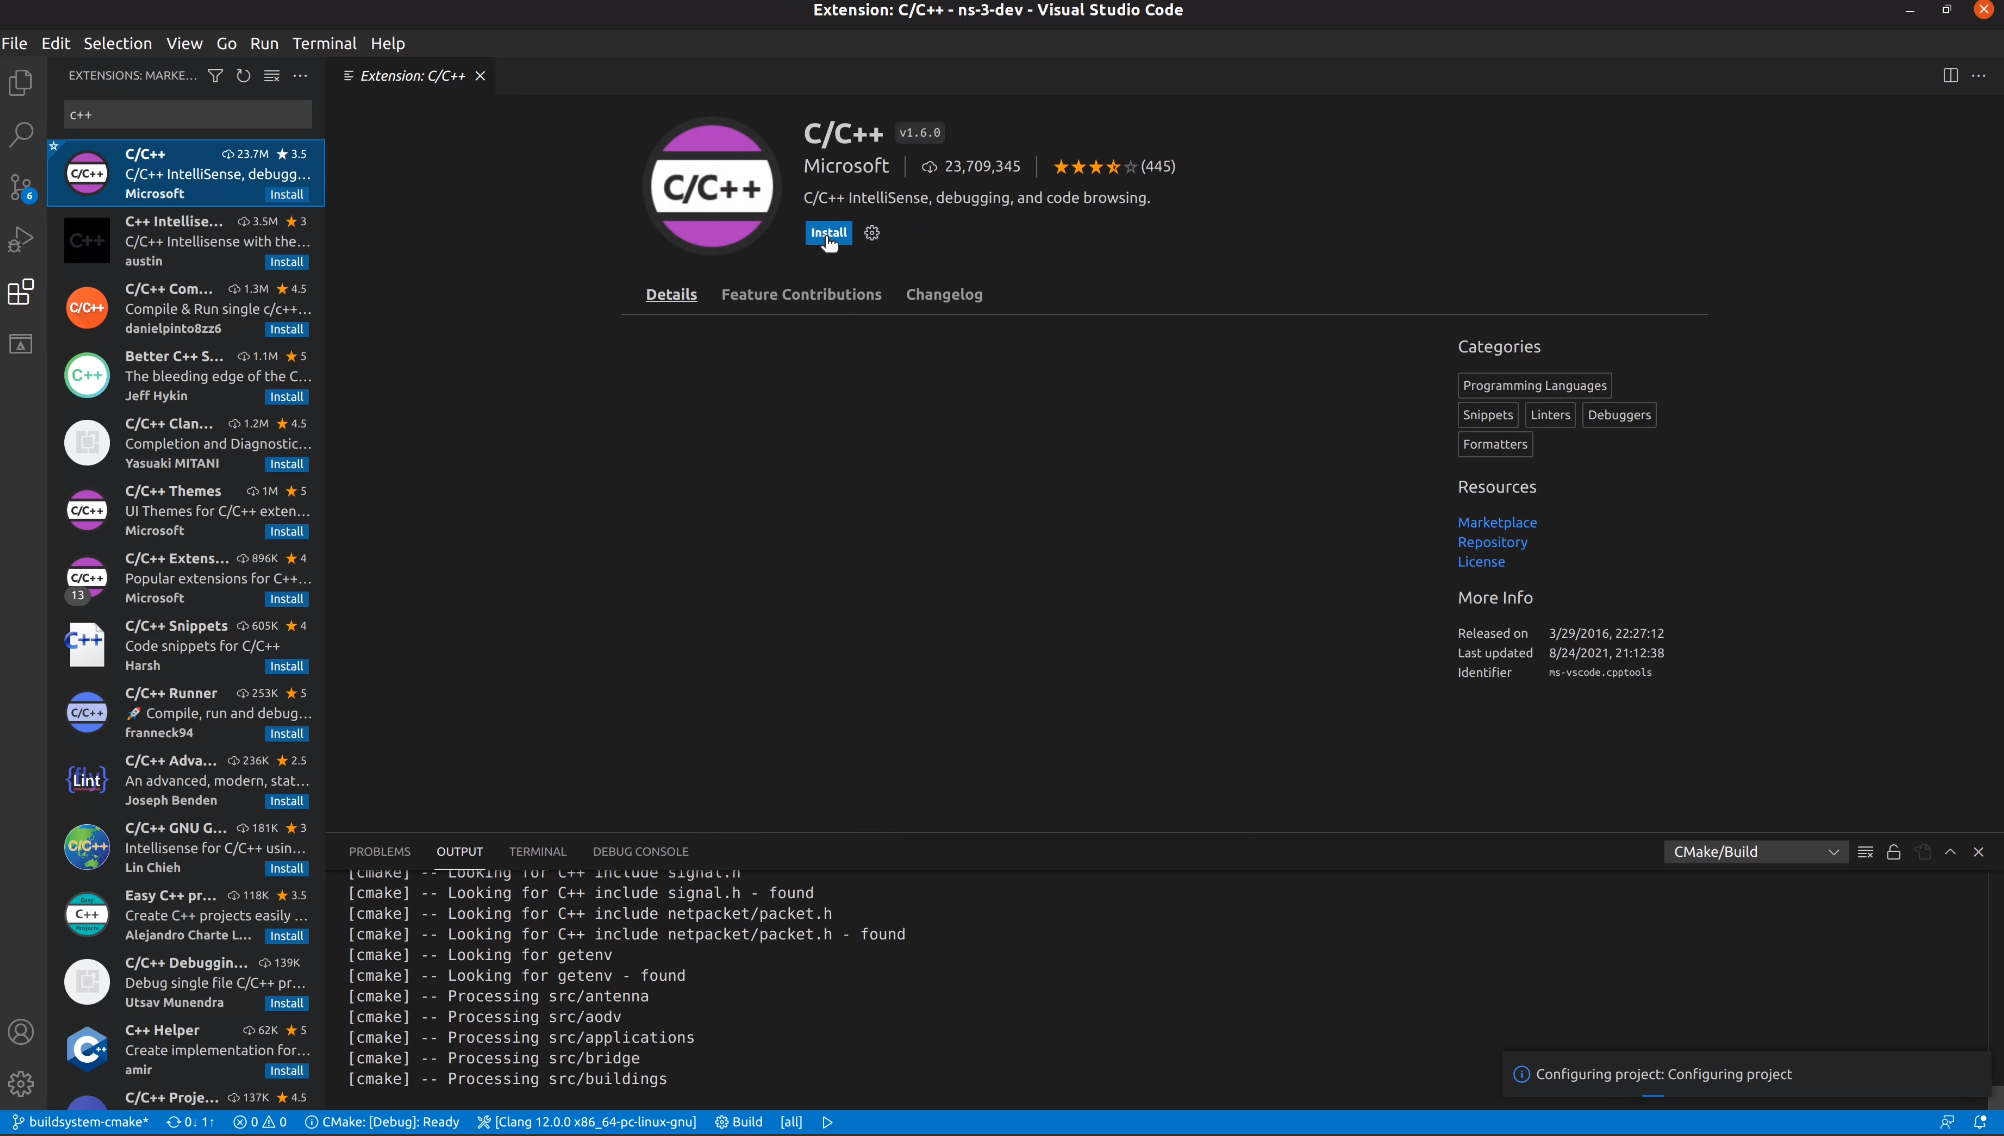 Extension: C/C++ - ns-3-dev - Visual Studio Code
File Edit Selection View Go Run Terminal Help
EXTENSIONS: MARKE...
Extension: C/C++
c++
C/C++ 23.7M 3.5
C/C++ IntelliSense, debugg...
Microsoft Install
C++ Intellise... 3.5M 3
C/C++ Intellisense with the...
austin Install
C/C++ Com... 1.3M 4.5
Compile & Run single c/c++...
danielpinto8zz6 Install
Better C++ S... 1.1M 5
The bleeding edge of the C...
Jeff Hykin Install
C/C++ Clan... 1.2M 4.5
Completion and Diagnostic...
Yasuaki MITANI Install
C/C++ Themes 1M 5
UI Themes for C/C++ exten...
Microsoft Install
C/C++ Extens... 896K 4
Popular extensions for C++...
13
Microsoft Install
C/C++ Snippets 605K 4
Code snippets for C/C++
Harsh Install
C/C++ Runner 253K 5
🚀 Compile, run and debug...
franneck94 Install
C/C++ Adva... 236K 2.5
An advanced, modern, stat...
Joseph Benden Install
C/C++ GNU G... 181K 3
Intellisense for C/C++ usin...
Lin Chieh Install
Easy C++ pr... 118K 3.5
Create C++ projects easily ...
Alejandro Charte L... Install
C/C++ Debuggin... 139K
Debug single file C/C++ pr...
Utsav Munendra Install
C++ Helper 62K 5
Create implementation for...
amir Install
C/C++ Proje... 137K 4.5
C/C++
C/C++ v1.6.0
Microsoft 23,709,345 (445)
C/C++ IntelliSense, debugging, and code browsing.
Install
Details Feature Contributions Changelog
Categories
Programming Languages
Snippets Linters Debuggers
Formatters
Resources
Marketplace
Repository
License
More Info
Released on 3/29/2016, 22:27:12
Last updated 8/24/2021, 21:12:38
Identifier ms-vscode.cpptools
PROBLEMS OUTPUT TERMINAL DEBUG CONSOLE CMake/Build
[cmake] -- Looking for C++ include signal.h
[cmake] -- Looking for C++ include signal.h - found
[cmake] -- Looking for C++ include netpacket/packet.h
[cmake] -- Looking for C++ include netpacket/packet.h - found
[cmake] -- Looking for getenv
[cmake] -- Looking for getenv - found
[cmake] -- Processing src/antenna
[cmake] -- Processing src/aodv
[cmake] -- Processing src/applications
[cmake] -- Processing src/bridge
[cmake] -- Processing src/buildings
Configuring project: Configuring project
buildsystem-cmake* 0↓ 1↑ 0 0 CMake: [Debug]: Ready [Clang 12.0.0 x86_64-pc-linux-gnu] Build [all]